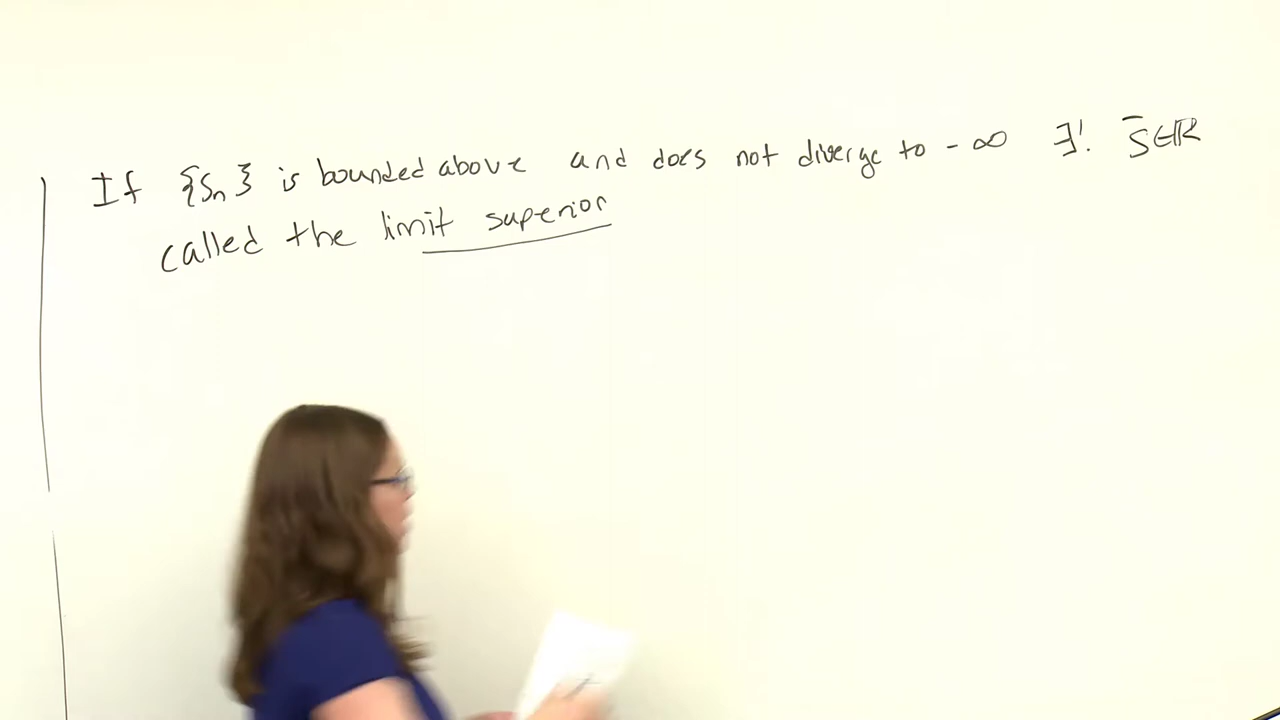 If {Sn} is bounded above and does not diverge to - ∞ ∃! S̄∈ℝ
called the limit superior